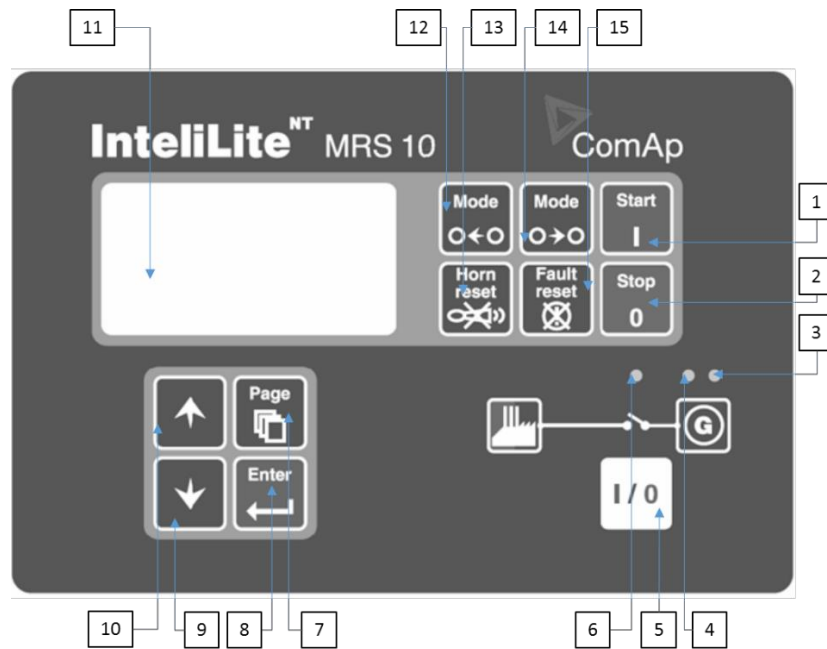 11 12 13 14 15
InteliLite NT MRS 10 ComAp
Mode Mode Start
I
1
Horn reset Fault reset Stop
0
2
3
Page
Enter
G
I / 0
10 9 8 7 6 5 4